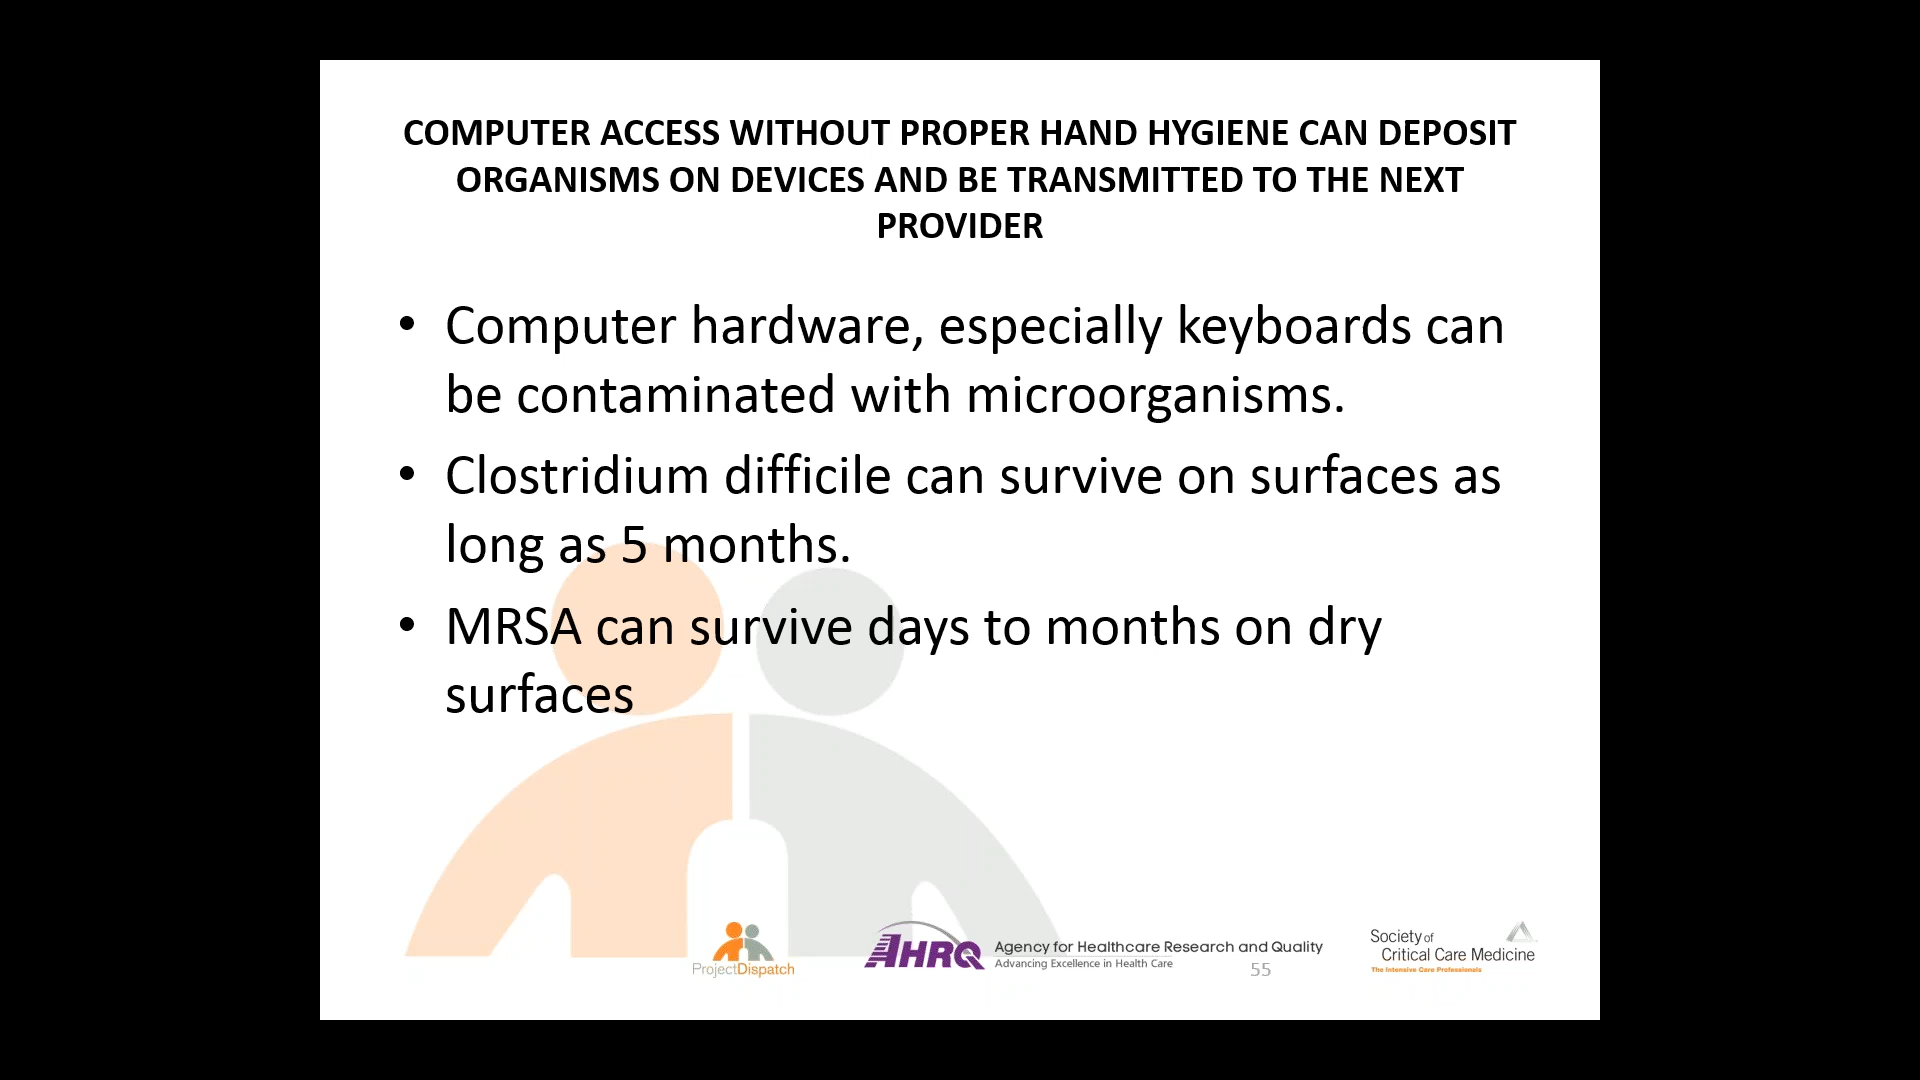 COMPUTER ACCESS WITHOUT PROPER HAND HYGIENE CAN DEPOSIT
ORGANISMS ON DEVICES AND BE TRANSMITTED TO THE NEXT
PROVIDER
• Computer hardware, especially keyboards can
be contaminated with microorganisms.
• Clostridium difficile can survive on surfaces as
long as 5 months.
• MRSA can survive days to months on dry
surfaces
ProjectDispatch
AHRQ
Agency for Healthcare Research and Quality
Advancing Excellence in Health Care
55
Society of
Critical Care Medicine
The Intensive Care Professionals